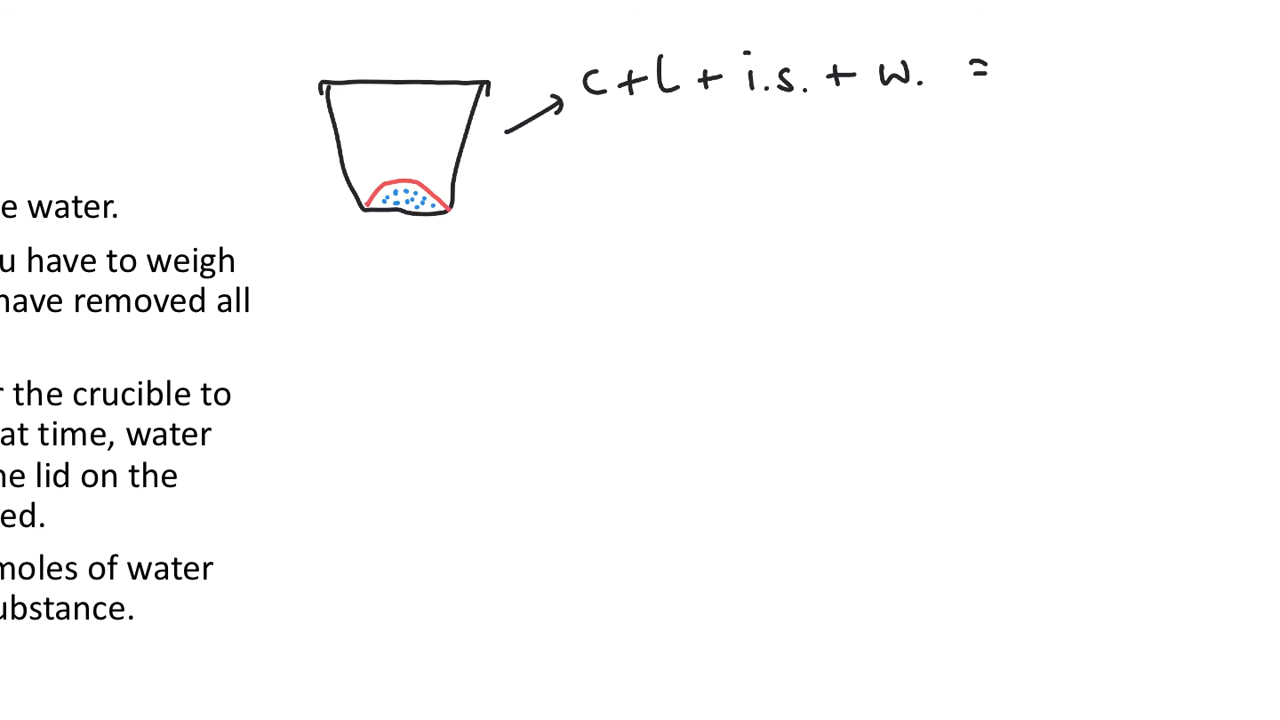 c + l + i.s. + w. =
e water.
u have to weigh
have removed all
r the crucible to
at time, water
e lid on the
ed.
moles of water
ubstance.